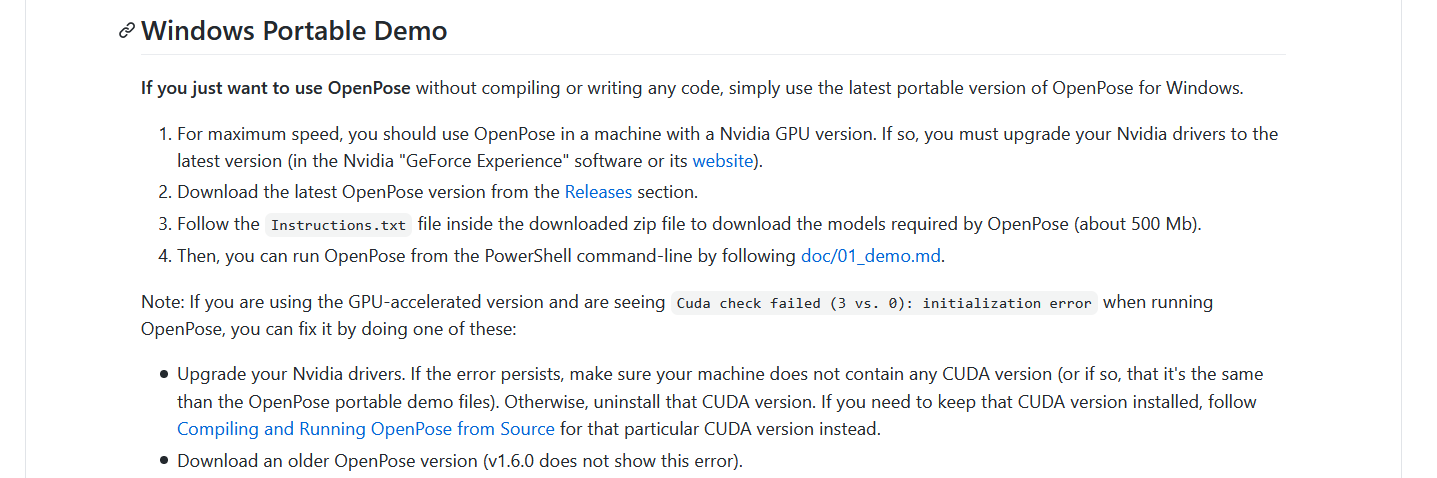 Windows Portable Demo
If you just want to use OpenPose without compiling or writing any code, simply use the latest portable version of OpenPose for Windows.
1. For maximum speed, you should use OpenPose in a machine with a Nvidia GPU version. If so, you must upgrade your Nvidia drivers to the
latest version (in the Nvidia "GeForce Experience" software or its website).
2. Download the latest OpenPose version from the Releases section.
3. Follow the Instructions.txt file inside the downloaded zip file to download the models required by OpenPose (about 500 Mb).
4. Then, you can run OpenPose from the PowerShell command-line by following doc/01_demo.md.
Note: If you are using the GPU-accelerated version and are seeing Cuda check failed (3 vs. 0): initialization error when running
OpenPose, you can fix it by doing one of these:
• Upgrade your Nvidia drivers. If the error persists, make sure your machine does not contain any CUDA version (or if so, that it's the same
than the OpenPose portable demo files). Otherwise, uninstall that CUDA version. If you need to keep that CUDA version installed, follow
Compiling and Running OpenPose from Source for that particular CUDA version instead.
• Download an older OpenPose version (v1.6.0 does not show this error).